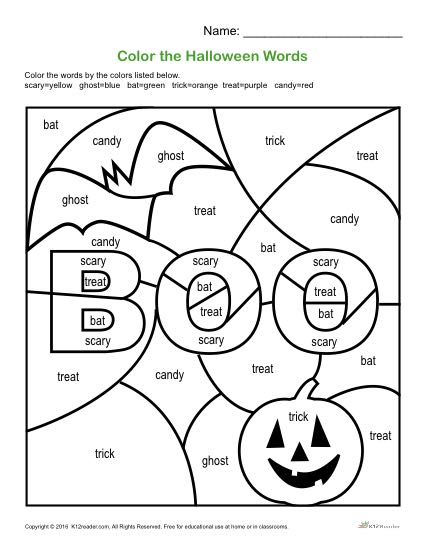 Name: ______________________
Color the Halloween Words
Color the words by the colors listed below.
scary=yellow ghost=blue bat=green trick=orange treat=purple candy=red
bat
candy
trick
ghost
treat
ghost
treat
candy
candy
bat
scary
scary
scary
treat
bat
treat
bat
treat
bat
scary
scary
scary
treat
candy
treat
bat
trick
treat
trick
ghost
Copyright © 2016 K12reader.com. All Rights Reserved. Free for educational use at home or in classrooms.
K12Reader